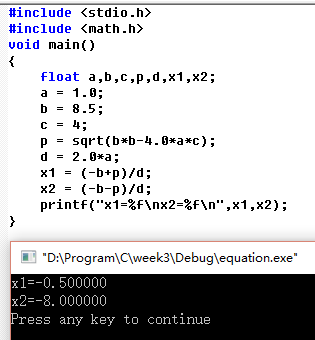 #include <stdio.h>
#include <math.h>
void main()
{
float a,b,c,p,d,x1,x2;
a = 1.0;
b = 8.5;
c = 4;
p = sqrt(b*b-4.0*a*c);
d = 2.0*a;
x1 = (-b+p)/d;
x2 = (-b-p)/d;
printf("x1=%f\nx2=%f\n",x1,x2);
}
"D:\Program\C\week3\Debug\equation.exe"
x1=-0.500000
x2=-8.000000
Press any key to continue